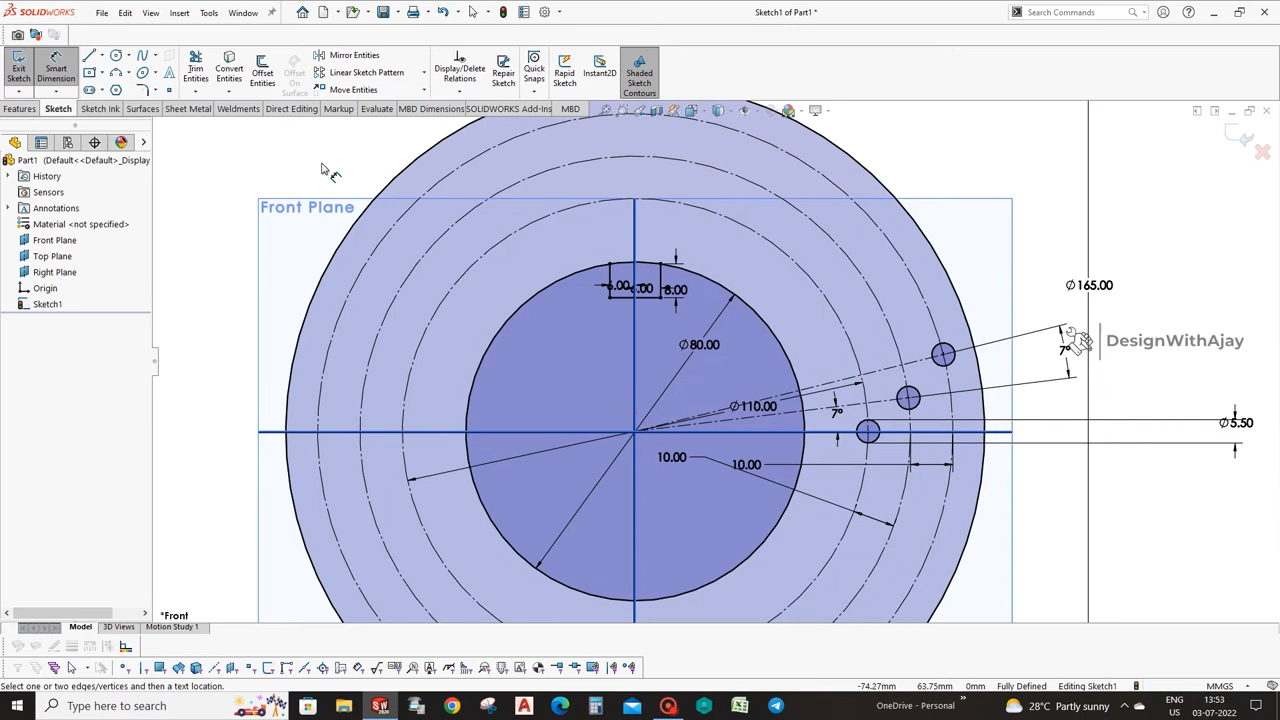 SOLIDWORKS
File
Edit
View
Insert
Tools
Window
Sketch1 of Part1 *
Search Commands
Exit Sketch
Smart Dimension
Trim Entities
Convert Entities
Offset Entities
Offset On Surface
Mirror Entities
Linear Sketch Pattern
Move Entities
Display/Delete Relations
Repair Sketch
Quick Snaps
Rapid Sketch
Instant2D
Shaded Sketch Contours
Features
Sketch
Sketch Ink
Surfaces
Sheet Metal
Weldments
Direct Editing
Markup
Evaluate
MBD Dimensions
SOLIDWORKS Add-Ins
MBD
Part1 (Default<<Default>_Display
History
Sensors
Annotations
Material <not specified>
Front Plane
Top Plane
Right Plane
Origin
Sketch1
Front Plane
6.00
6.00
8.00
Ø80.00
Ø110.00
7°
7°
10.00
10.00
Ø165.00
Ø5.50
DesignWithAjay
*Front
Model
3D Views
Motion Study 1
Select one or two edges/vertices and then a text location.
-74.27mm
63.75mm
0mm
Fully Defined
Editing Sketch1
MMGS
Type here to search
OneDrive - Personal
28°C Partly sunny
ENG
US
13:53
03-07-2022